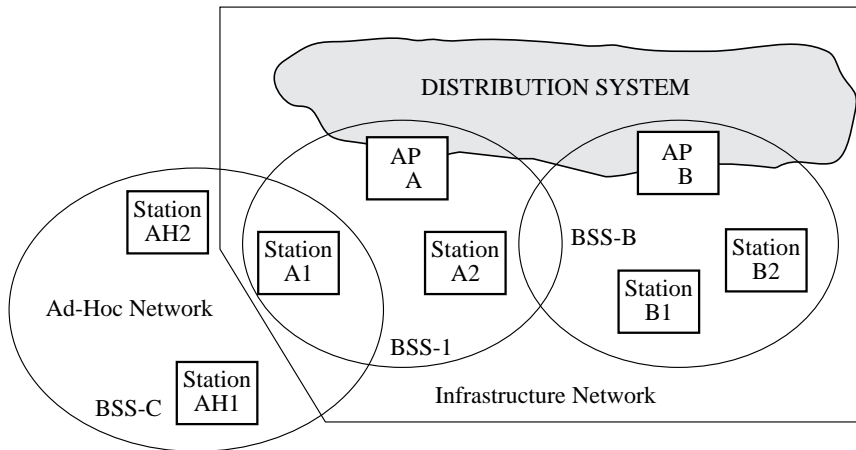 DISTRIBUTION SYSTEM
AP
A
AP
B
Station
AH2
Station
A1
Station
A2
BSS-B
Station
B2
Station
B1
Ad-Hoc Network
BSS-1
Station
AH1
BSS-C
Infrastructure Network